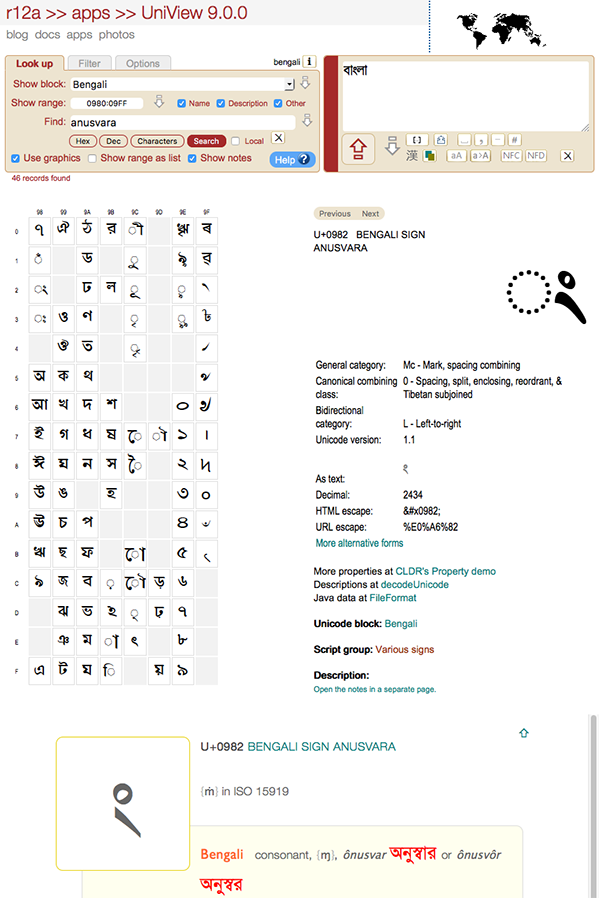 r12a >> apps >> UniView 9.0.0
blog docs apps photos
Look up Filter Options bengali i
Show block: Bengali
Show range: 0980:09FF Name Description Other
Find: anusvara
Hex Dec Characters Search Local X
Use graphics Show range as list Show notes Help ?
46 records found
বাংলা
[ ] ... , ~ #
漢 aA a>A NFC NFD X
98 99 9A 9B 9C 9D 9E 9F
0 ঀ ঐ ঠ র ী ৠ ৰ
1 ঁ ড ু ৡ ৱ
2 ং ঢ ল ূ ৢ ৲
3 ঃ ও ণ ৃ ৣ ৳
4 ঔ ত ৄ ৴
5 অ ক থ ৵
6 আ খ দ শ ০ ৶
7 ই গ ধ ষ ে ৗ ১ ৷
8 ঈ ঘ ন স ৈ ২ ৸
9 উ ঙ হ ৩ ৹
A ঊ চ প ৪ ৺
B ঋ ছ ফ ো ৫ ৻
C ঌ জ ব ় ৌ ড় ৬
D ঝ ভ ঽ ্ ঢ় ৭
E ঞ ম া ৎ ৮
F এ ট য ি য় ৯
Previous Next
U+0982 BENGALI SIGN
ANUSVARA
ং
General category: Mc - Mark, spacing combining
Canonical combining class: 0 - Spacing, split, enclosing, reordrant, & Tibetan subjoined
Bidirectional category: L - Left-to-right
Unicode version: 1.1
As text: ং
Decimal: 2434
HTML escape: &#x0982;
URL escape: %E0%A6%82
More alternative forms
More properties at CLDR's Property demo
Descriptions at decodeUnicode
Java data at FileFormat
Unicode block: Bengali
Script group: Various signs
Description:
Open the notes in a separate page.
ং
U+0982 BENGALI SIGN ANUSVARA
{ṁ} in ISO 15919
Bengali consonant, {ŋ}, ônusvar অনুস্বার or ônusvôr
অনুস্বর